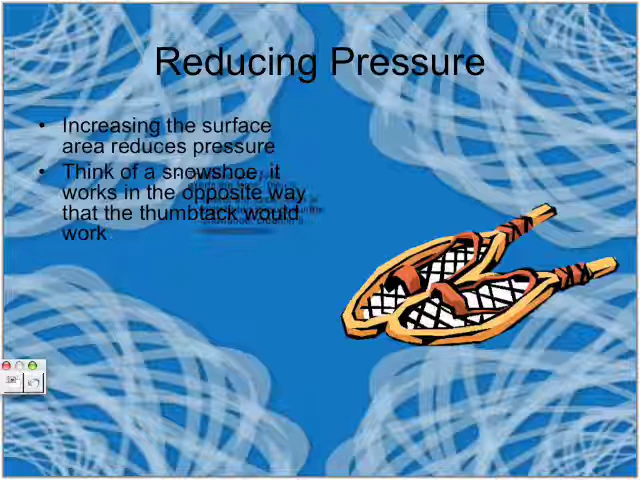 Reducing Pressure
• Increasing the surface
area reduces pressure
• Think of a snowshoe, it
works in the opposite way
that the thumbtack would
work